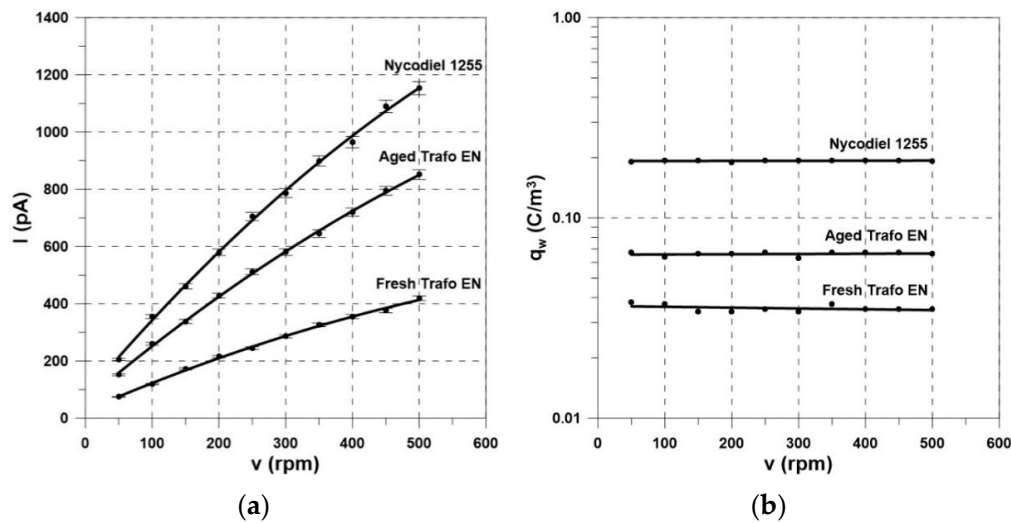 1400
1200
1000
800
600
400
200
0
I (pA)
Nycodiel 1255
Aged Trafo EN
Fresh Trafo EN
0 100 200 300 400 500 600
v (rpm)
(a)
1.00
0.10
0.01
q_w (C/m³)
Nycodiel 1255
Aged Trafo EN
Fresh Trafo EN
0 100 200 300 400 500 600
v (rpm)
(b)